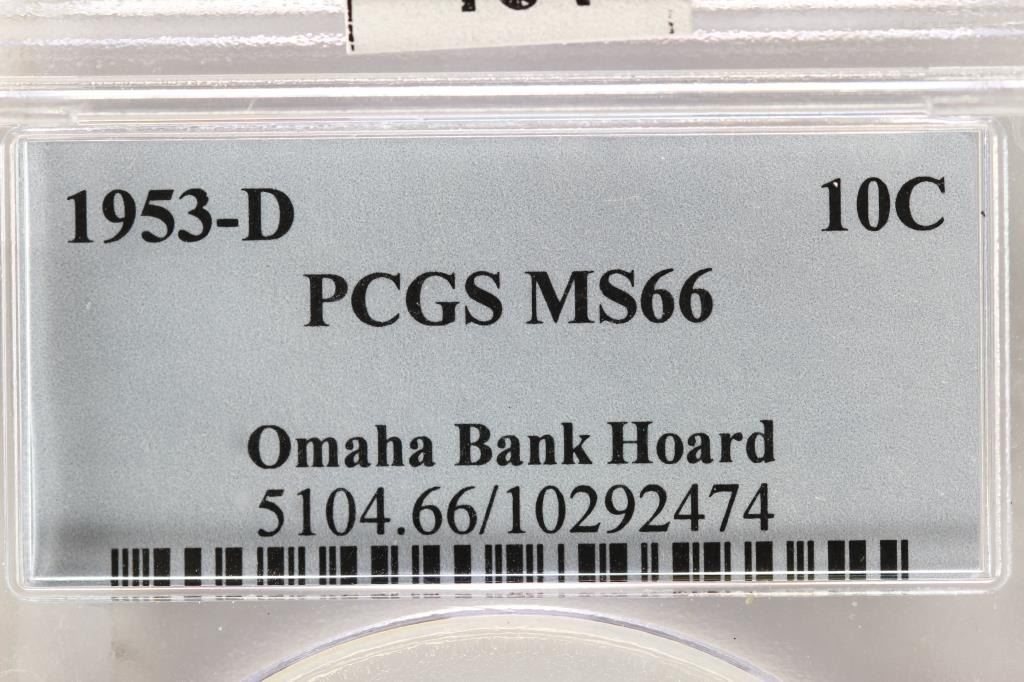 1953-D 10C
PCGS MS66
Omaha Bank Hoard
5104.66/10292474